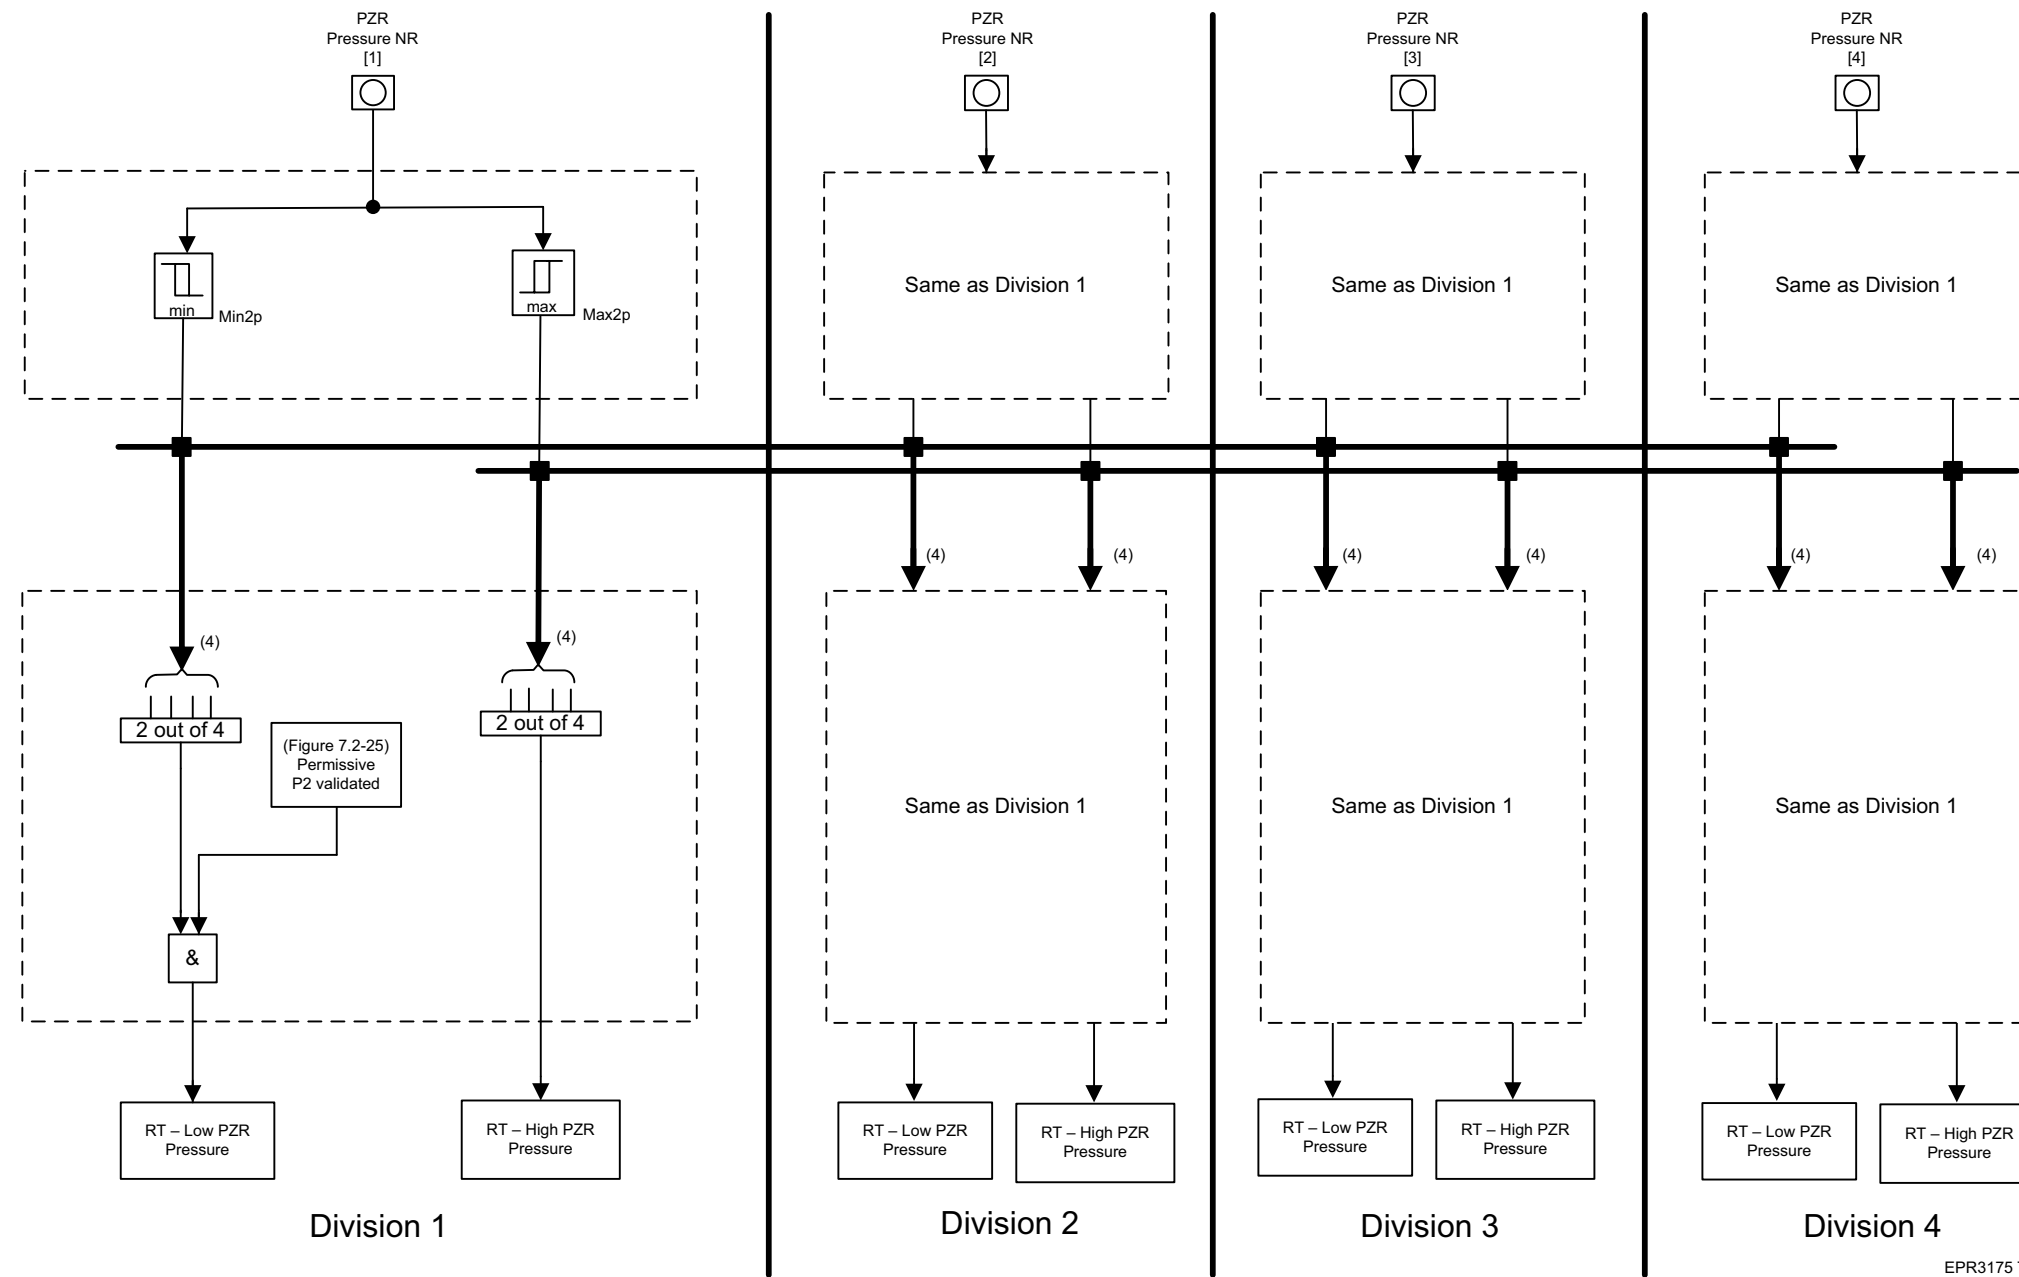 PZR
Pressure NR
[1]
PZR
Pressure NR
[2]
PZR
Pressure NR
[3]
PZR
Pressure NR
[4]
min
Min2p
max
Max2p
Same as Division 1
Same as Division 1
Same as Division 1
(4)
(4)
(4)
(4)
(4)
(4)
(4)
(4)
2 out of 4
2 out of 4
(Figure 7.2-25)
Permissive
P2 validated
&
Same as Division 1
Same as Division 1
Same as Division 1
RT – Low PZR
Pressure
RT – High PZR
Pressure
RT – Low PZR
Pressure
RT – High PZR
Pressure
RT – Low PZR
Pressure
RT – High PZR
Pressure
RT – Low PZR
Pressure
RT – High PZR
Pressure
Division 1
Division 2
Division 3
Division 4
EPR3175